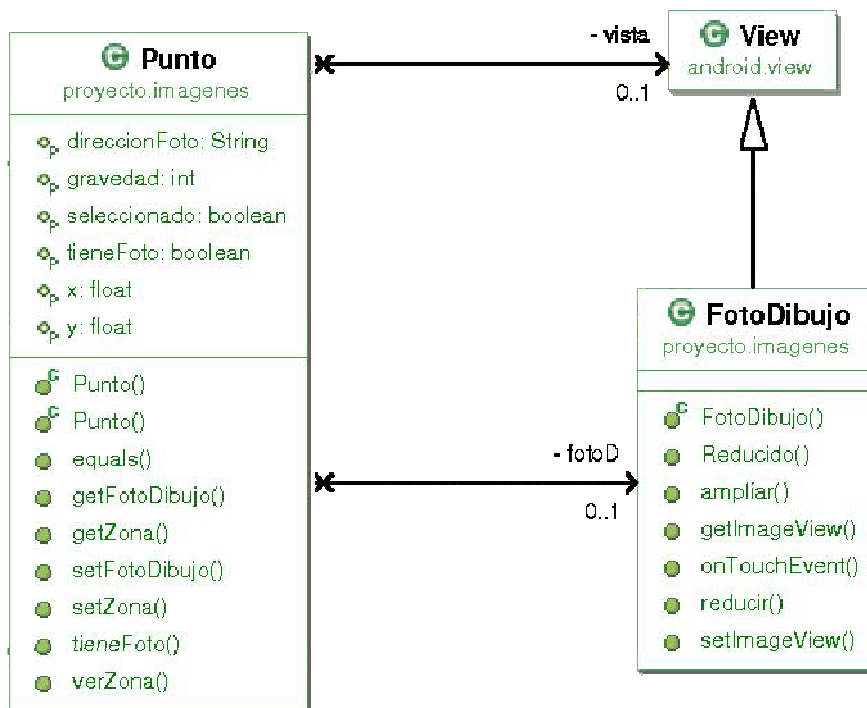 Punto
proyecto.imagenes
direccionFoto: String
gravedad: int
seleccionado: boolean
tieneFoto: boolean
x: float
y: float
Punto()
Punto()
equals()
getFotoDibujo()
getZona()
setFotoDibujo()
setZona()
tieneFoto()
verZona()
- vista
0..1
View
android.view
- fotoD
0..1
FotoDibujo
proyecto.imagenes
FotoDibujo()
Reducido()
ampliar()
getImageView()
onTouchEvent()
reducir()
setImageView()